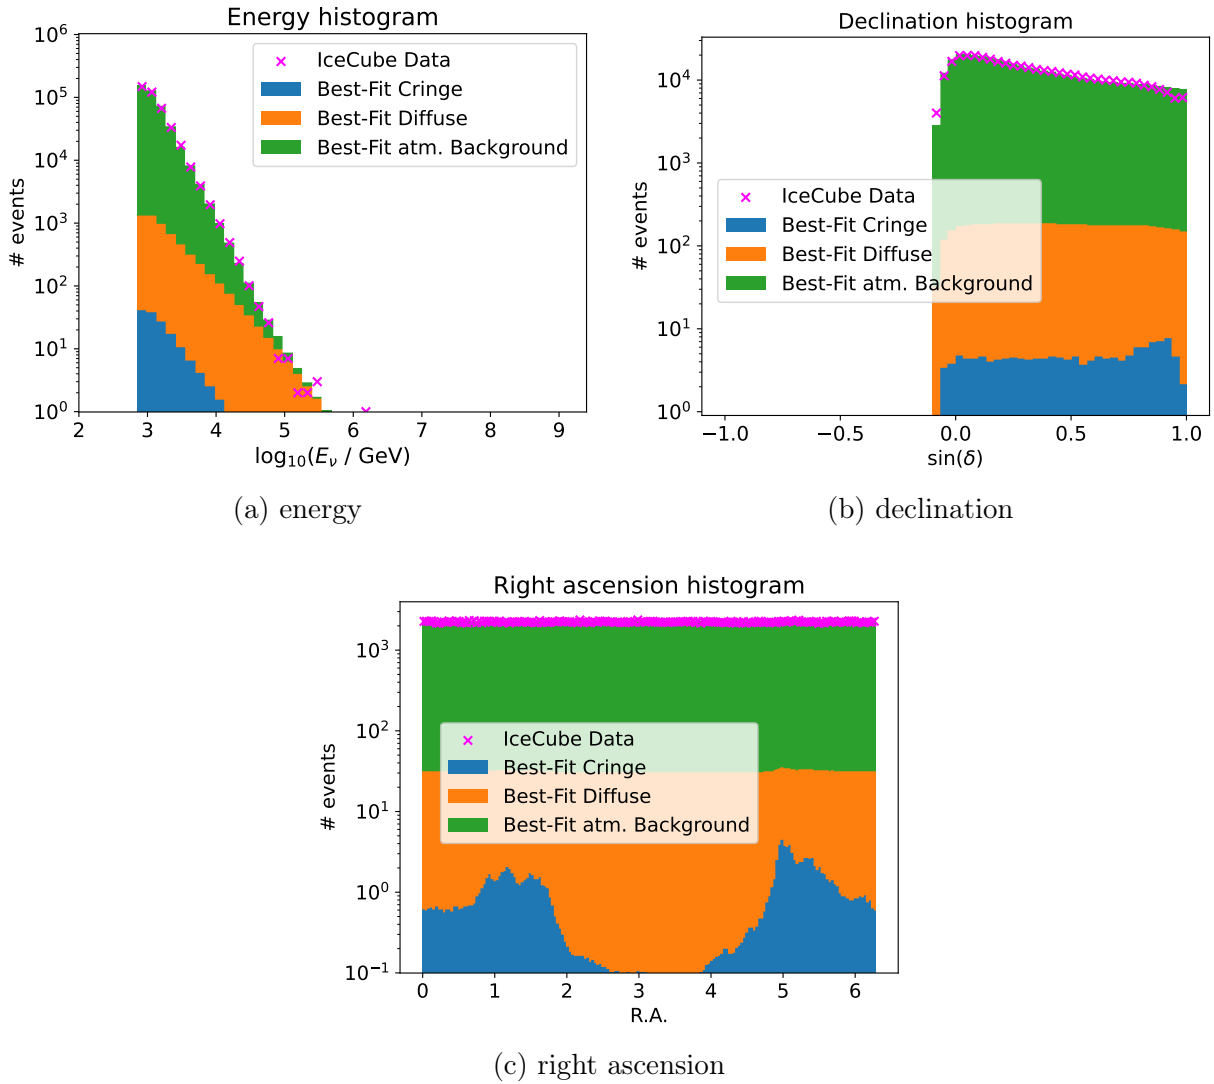 Energy histogram
10^6
10^5
10^4
10^3
10^2
10^1
10^0
# events
IceCube Data
Best-Fit Cringe
Best-Fit Diffuse
Best-Fit atm. Background
2 3 4 5 6 7 8 9
log₁₀(E_ν / GeV)
(a) energy
Declination histogram
10^4
10^3
10^2
10^1
10^0
# events
IceCube Data
Best-Fit Cringe
Best-Fit Diffuse
Best-Fit atm. Background
−1.0 −0.5 0.0 0.5 1.0
sin(δ)
(b) declination
Right ascension histogram
10^3
10^2
10^1
10^0
10^−1
# events
IceCube Data
Best-Fit Cringe
Best-Fit Diffuse
Best-Fit atm. Background
0 1 2 3 4 5 6
R.A.
(c) right ascension